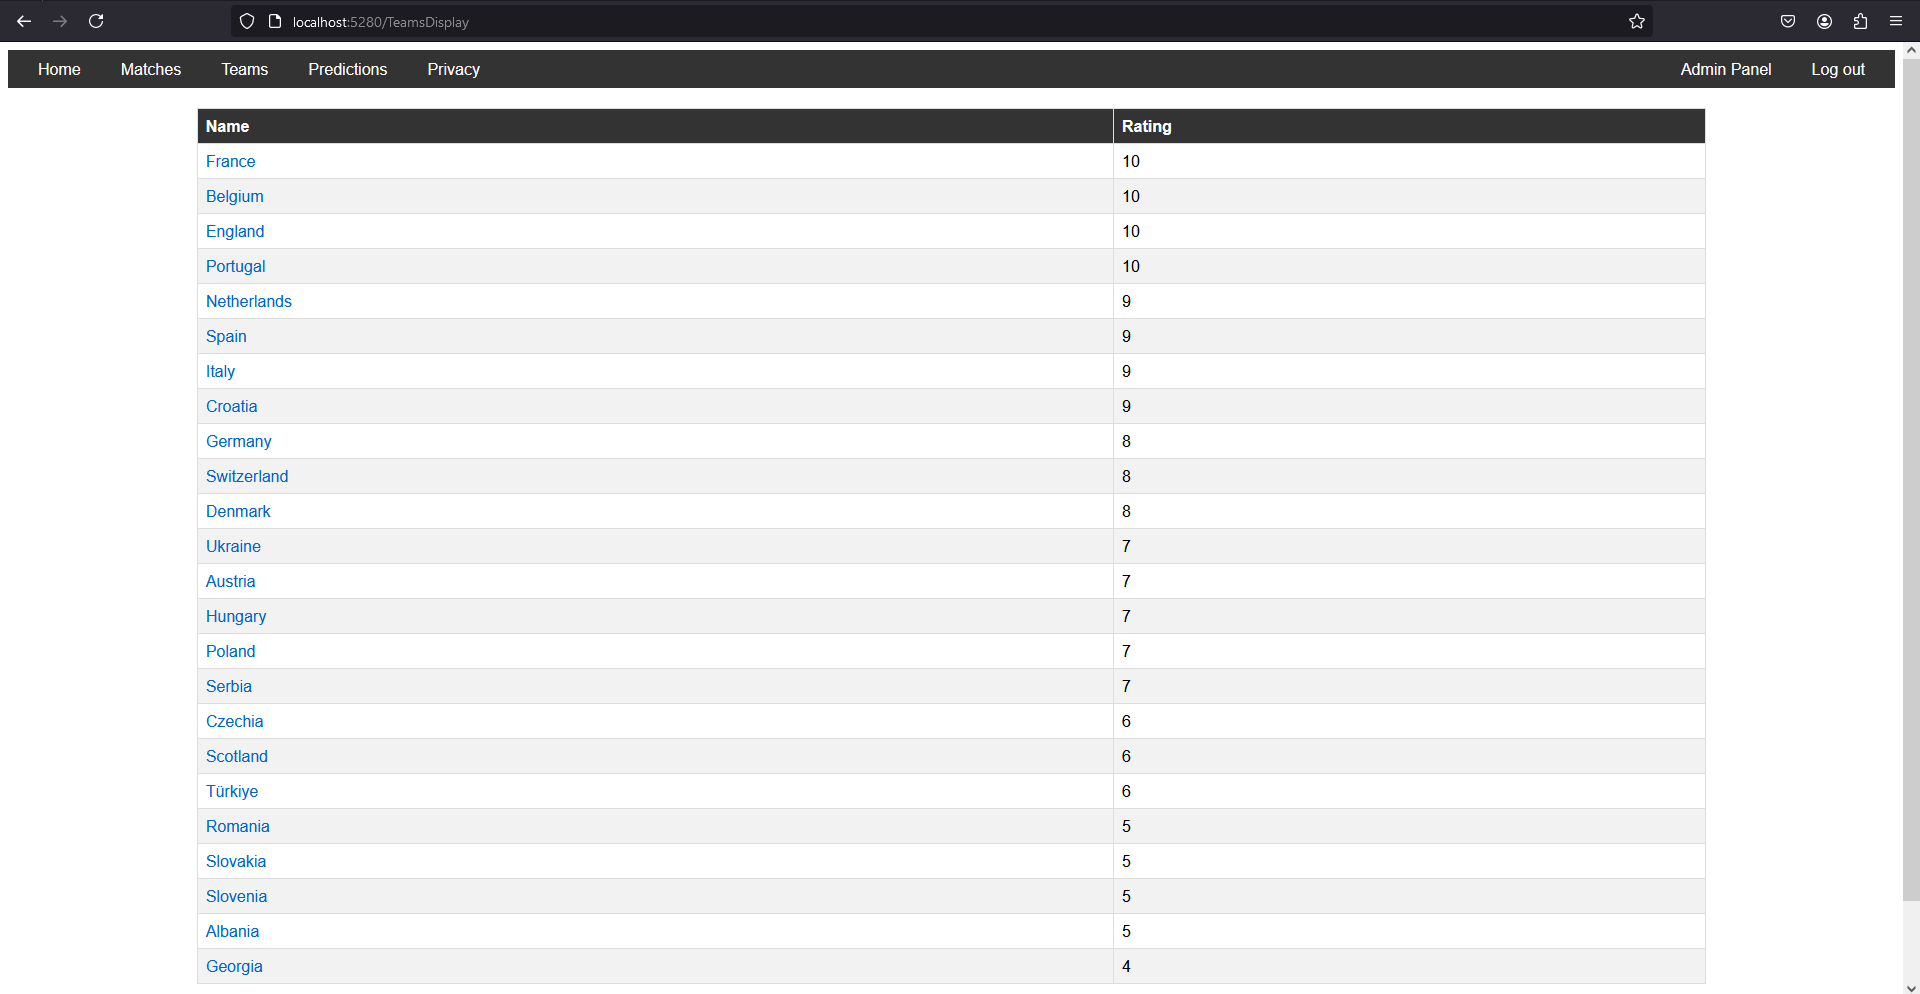 localhost:5280/TeamsDisplay
Home Matches Teams Predictions Privacy Admin Panel Log out
Name Rating
France 10
Belgium 10
England 10
Portugal 10
Netherlands 9
Spain 9
Italy 9
Croatia 9
Germany 8
Switzerland 8
Denmark 8
Ukraine 7
Austria 7
Hungary 7
Poland 7
Serbia 7
Czechia 6
Scotland 6
Türkiye 6
Romania 5
Slovakia 5
Slovenia 5
Albania 5
Georgia 4